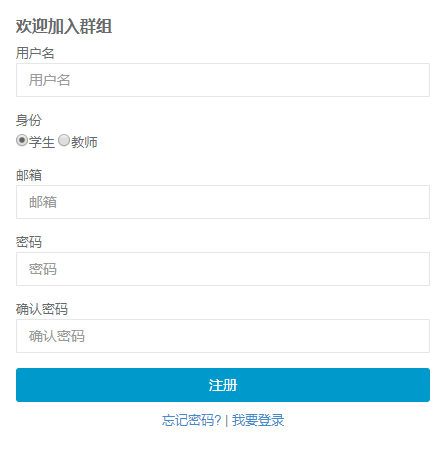 欢迎加入群组
用户名
用户名
身份
学生 教师
邮箱
邮箱
密码
密码
确认密码
确认密码
注册
忘记密码? | 我要登录